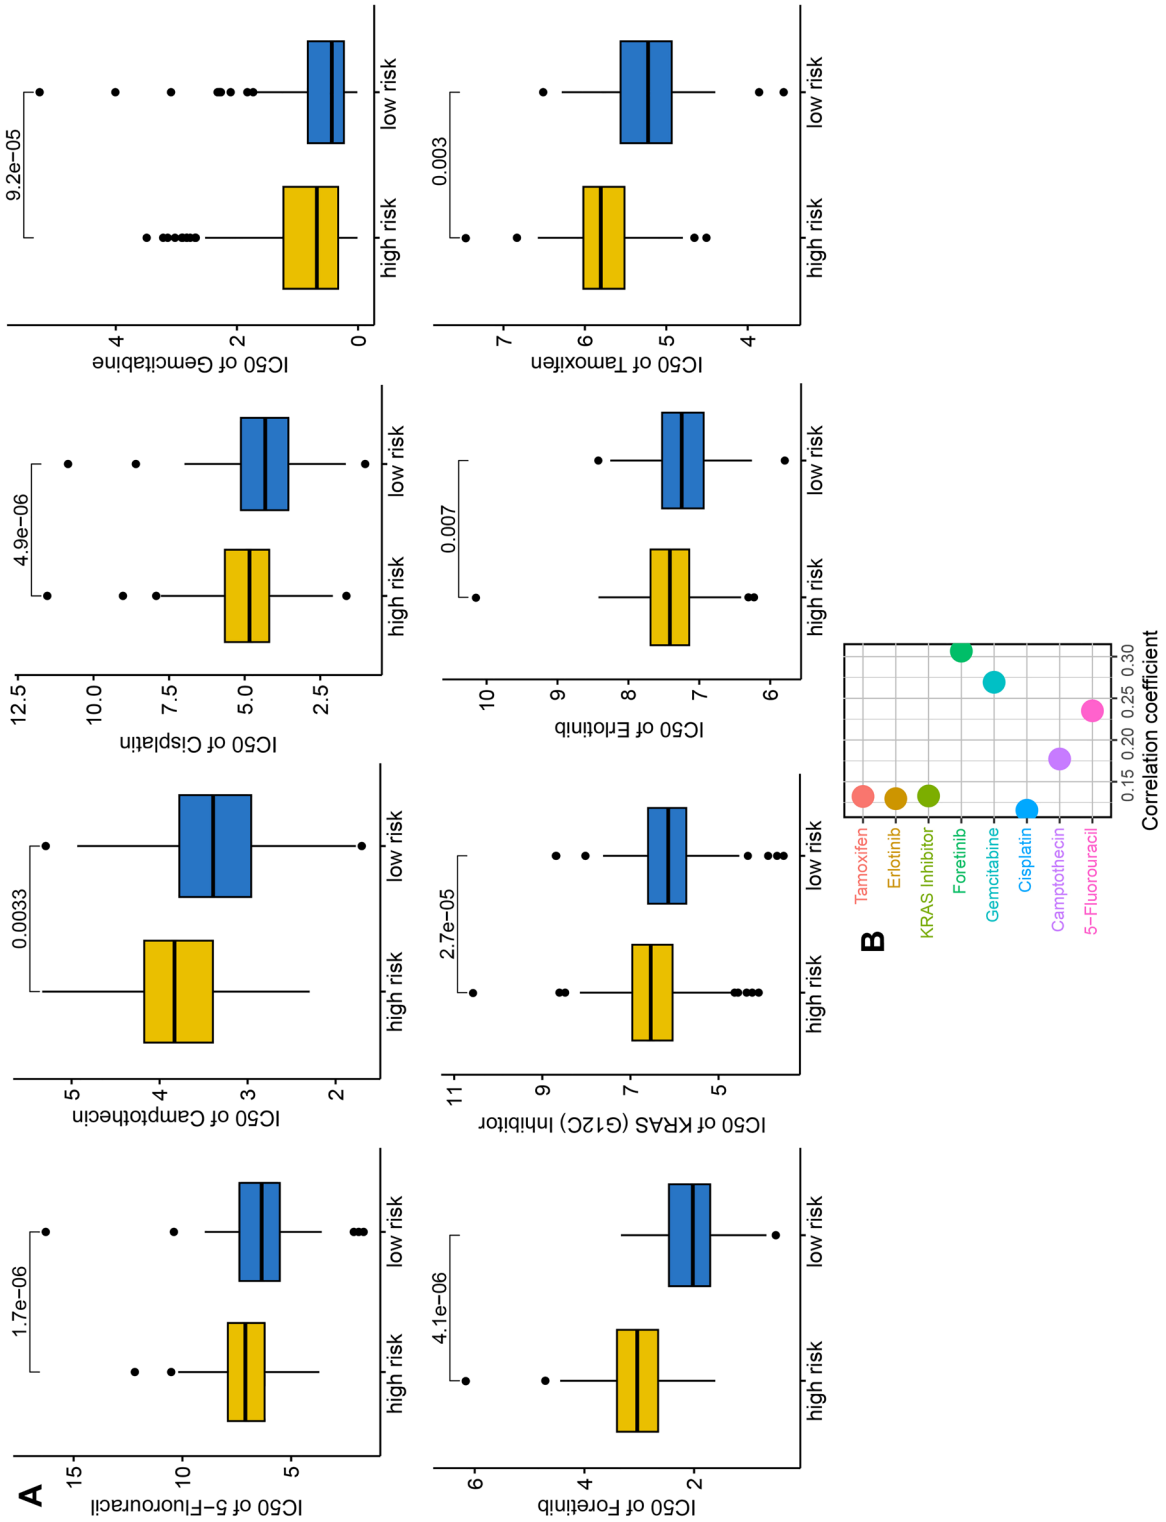 A
IC50 of 5−Fluorouracil
15
10
5
1.7e−06
high risk
low risk
IC50 of Camptothecin
5
4
3
2
0.0033
high risk
low risk
IC50 of Cisplatin
12.5
10.0
7.5
5.0
2.5
4.9e−06
high risk
low risk
IC50 of Gemcitabine
4
2
0
9.2e−05
high risk
low risk
IC50 of Foretinib
6
4
2
4.1e−06
high risk
low risk
IC50 of KRAS (G12C) Inhibitor
11
9
7
5
2.7e−05
high risk
low risk
IC50 of Erlotinib
10
9
8
7
6
0.007
high risk
low risk
IC50 of Tamoxifen
7
6
5
4
0.003
high risk
low risk
B
Tamoxifen
Erlotinib
KRAS Inhibitor
Foretinib
Gemcitabine
Cisplatin
Camptothecin
5−Fluorouracil
0.15
0.20
0.25
0.30
Correlation coefficient